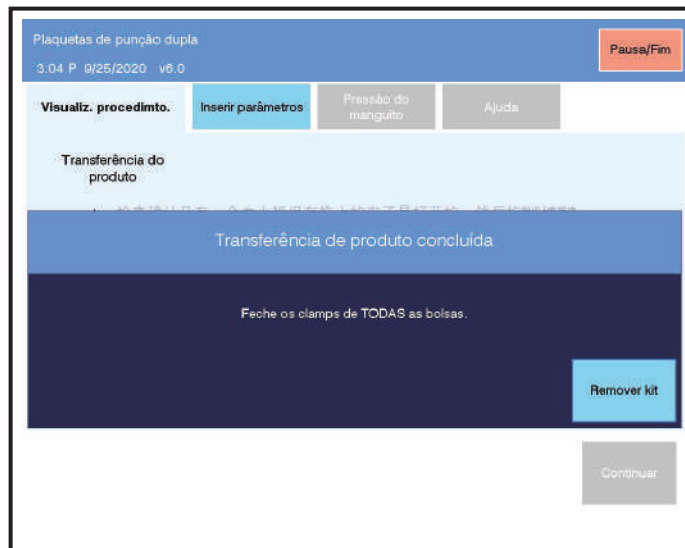 Plaquetas de punção dupla
Pausa/Fim
3:04 P 9/25/2020 v6.0
Visualiz. procedimto.
Inserir parâmetros
Pressão do
manguito
Ajuda
Transferência do
produto
Transferência de produto concluída
Feche os clamps de TODAS as bolsas.
Remover kit
Continuar